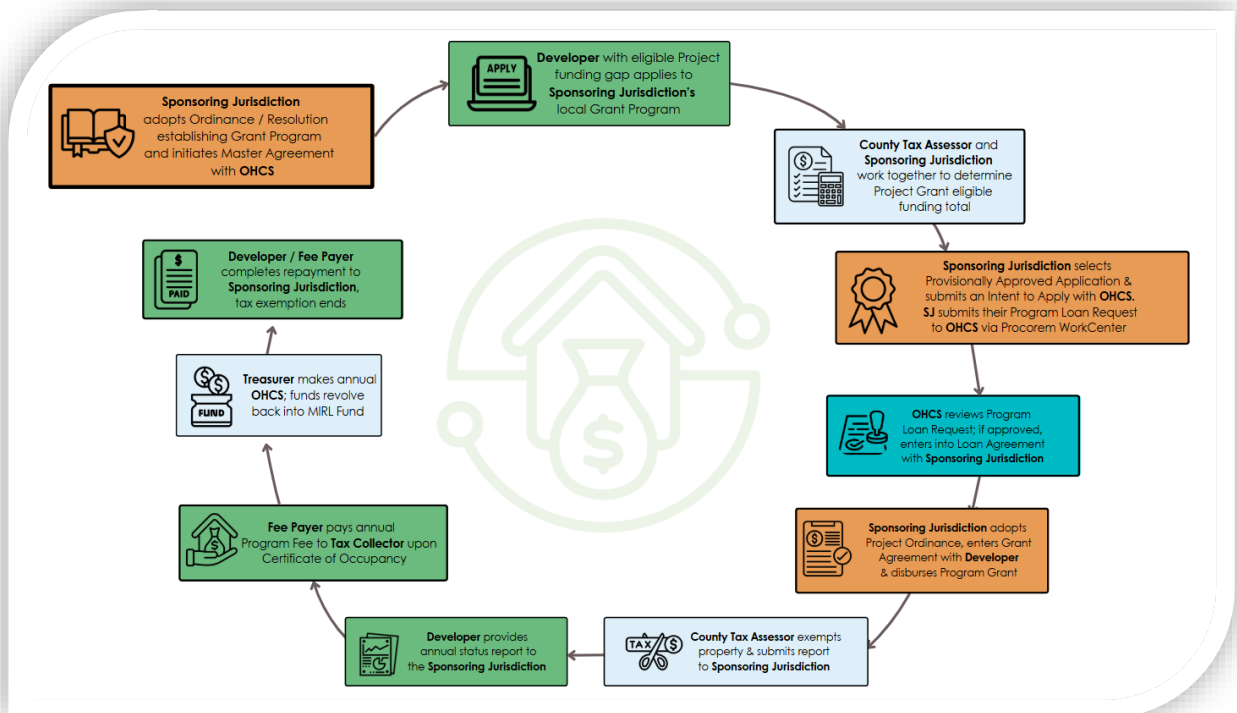 Sponsoring Jurisdiction
adopts Ordinance / Resolution
establishing Grant Program
and initiates Master Agreement
with OHCS
APPLY
Developer with eligible Project
funding gap applies to
Sponsoring Jurisdiction's
local Grant Program
County Tax Assessor and
Sponsoring Jurisdiction
work together to determine
Project Grant eligible
funding total
Sponsoring Jurisdiction selects
Provisionally Approved Application &
submits an Intent to Apply with OHCS.
SJ submits their Program Loan Request
to OHCS via Procorem WorkCenter
OHCS reviews Program
Loan Request; if approved,
enters into Loan Agreement
with Sponsoring Jurisdiction
Sponsoring Jurisdiction adopts
Project Ordinance, enters Grant
Agreement with Developer
& disburses Program Grant
TAX $
County Tax Assessor exempts
property & submits report
to Sponsoring Jurisdiction
Developer provides
annual status report to
the Sponsoring Jurisdiction
$
Fee Payer pays annual
Program Fee to Tax Collector upon
Certificate of Occupancy
$ $
FUND
Treasurer makes annual
OHCS; funds revolve
back into MIRL Fund
$
PAID
Developer / Fee Payer
completes repayment to
Sponsoring Jurisdiction,
tax exemption ends
$